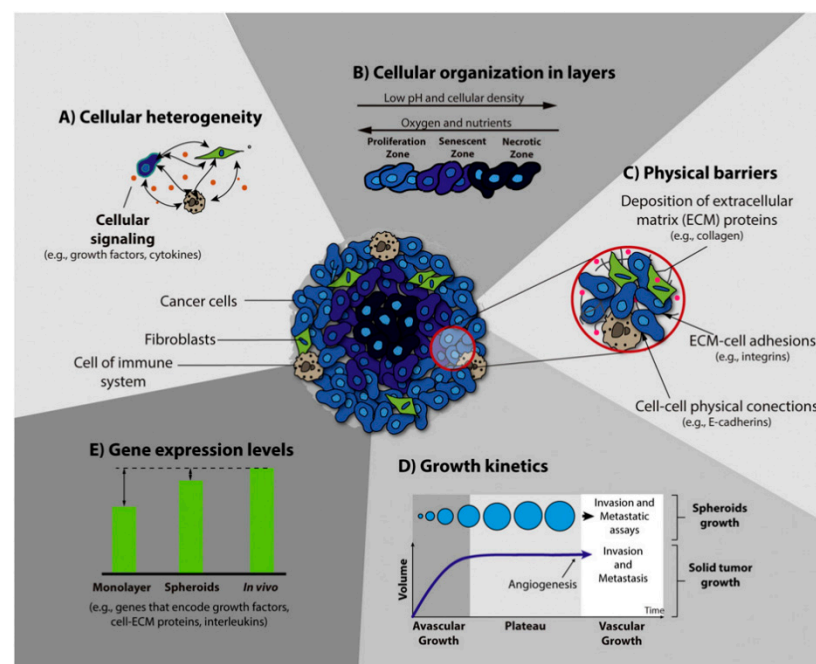 A) Cellular heterogeneity
Cellular
signaling
(e.g., growth factors, cytokines)
B) Cellular organization in layers
Low pH and cellular density
Oxygen and nutrients
Proliferation Senescent Necrotic
Zone Zone Zone
C) Physical barriers
Deposition of extracellular
matrix (ECM) proteins
(e.g., collagen)
ECM-cell adhesions
(e.g., integrins)
Cell-cell physical conections
(e.g., E-cadherins)
Cancer cells
Fibroblasts
Cell of immune
system
E) Gene expression levels
Monolayer Spheroids In vivo
(e.g., genes that encode growth factors,
cell-ECM proteins, interleukins)
D) Growth kinetics
Invasion and
Metastatic
assays
Spheroids
growth
Volume
Angiogenesis
Invasion
and
Metastasis
Solid tumor
growth
Time
Avascular
Growth
Plateau
Vascular
Growth